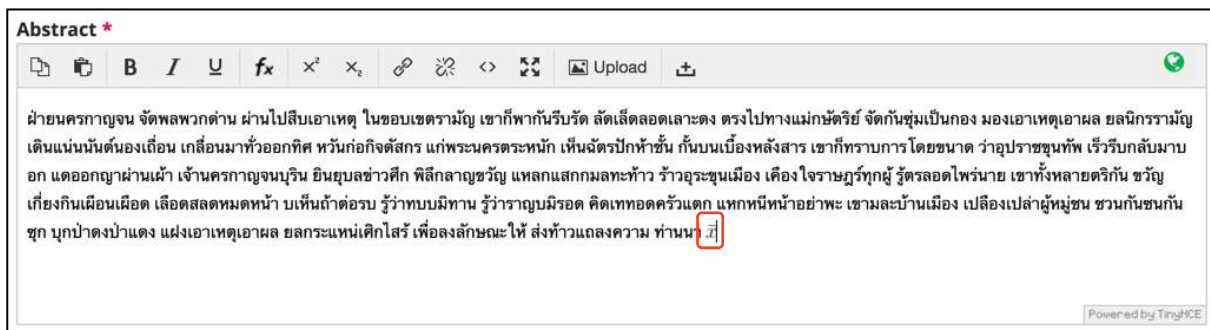 Abstract *
B I U fx x² x₂ <> Upload
ฝ่ายนครกาญจน จัดพลพวกด่าน ผ่านไปสืบเอาเหตุ ในขอบเขตรามัญ เขาก็พากันรีบรัด ลัดเล็ดลอดเลาะดง ตรงไปทางแม่กษัตริย์ จัดกันซุ่มเป็นกอง มองเอาเหตุเอาผล ยลนิกรรามัญ
เดินแน่นนันต์นองเถื่อน เกลื่อนมาทั่วออกทิศ หวันก่อกิจดัสกร แก่พระนครตระหนัก เห็นฉัตรปักห้าชั้น กั้นบนเบื้องหลังสาร เขาก็ทราบการโดยขนาด ว่าอุปราชขุนทัพ เร็วรีบกลับมาบ
อก แดออกญาผ่านเผ้า เจ้านครกาญจนบุริน ยินยุบลข่าวศึก พิลึกลาญขวัญ แหลกแสกกมลทะท้าว ร้าวอุระขุนเมือง เคืองใจราษฎร์ทุกผู้ รู้ตรลอดไพร่นาย เขาทั้งหลายตริกัน ขวัญ
เกี่ยงกินเผือนเผือด เลือดสลดหมดหน้า บเห็นถ้าต่อรบ รู้ว่าทบบมิทาน รู้ว่าราญบมิรอด คิดเททอดครัวแตก แหกหนีหน้าอย่าพะ เขามละบ้านเมือง เปลืองเปล่าผู้หมู่ชน ชวนกันซนกัน
ซุก บุกป่าดงป่าแดง แฝงเอาเหตุเอาผล ยลกระแหน่เศิกไสร้ เพื่อลงลักษณะให้ ส่งท้าวแถลงความ ท่านนา x̄
Powered by TinyMCE